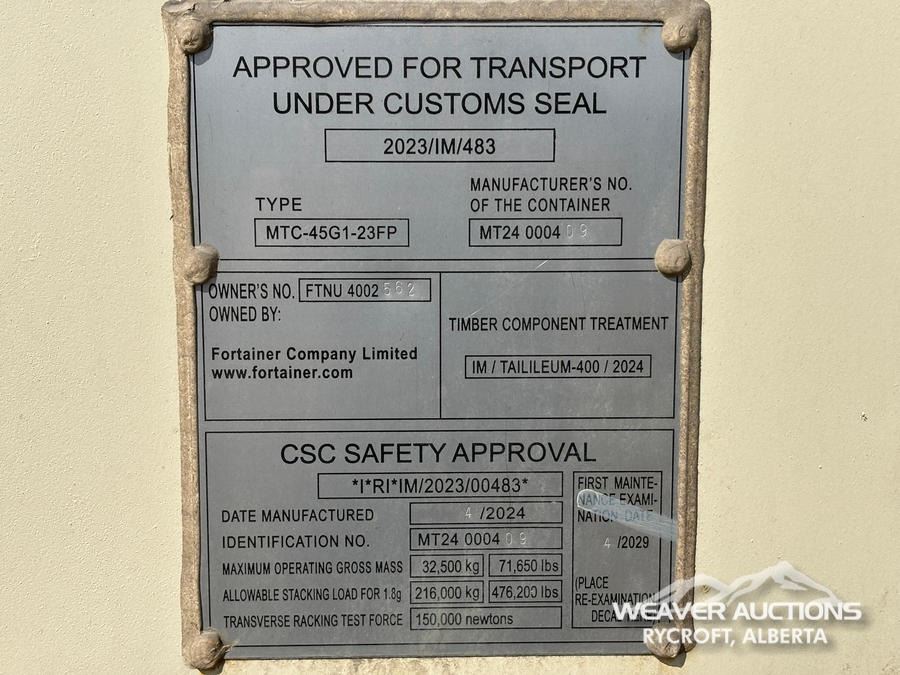 APPROVED FOR TRANSPORT
UNDER CUSTOMS SEAL
2023/IM/483
TYPE
MTC-45G1-23FP
MANUFACTURER'S NO.
OF THE CONTAINER
MT24 000409
OWNER'S NO. FTNU 4002562
OWNED BY:
Fortainer Company Limited
www.fortainer.com
TIMBER COMPONENT TREATMENT
IM / TAILILEUM-400 / 2024
CSC SAFETY APPROVAL
*I*RI*IM/2023/00483*
DATE MANUFACTURED 4 /2024
IDENTIFICATION NO. MT24 000409
MAXIMUM OPERATING GROSS MASS 32,500 kg 71,650 lbs
ALLOWABLE STACKING LOAD FOR 1.8g 216,000 kg 476,200 lbs
TRANSVERSE RACKING TEST FORCE 150,000 newtons
FIRST MAINTE-
NANCE EXAMI-
NATION DATE
4 /2029
(PLACE
RE-EXAMINATION
WEAVER AUCTIONS
RYCROFT, ALBERTA